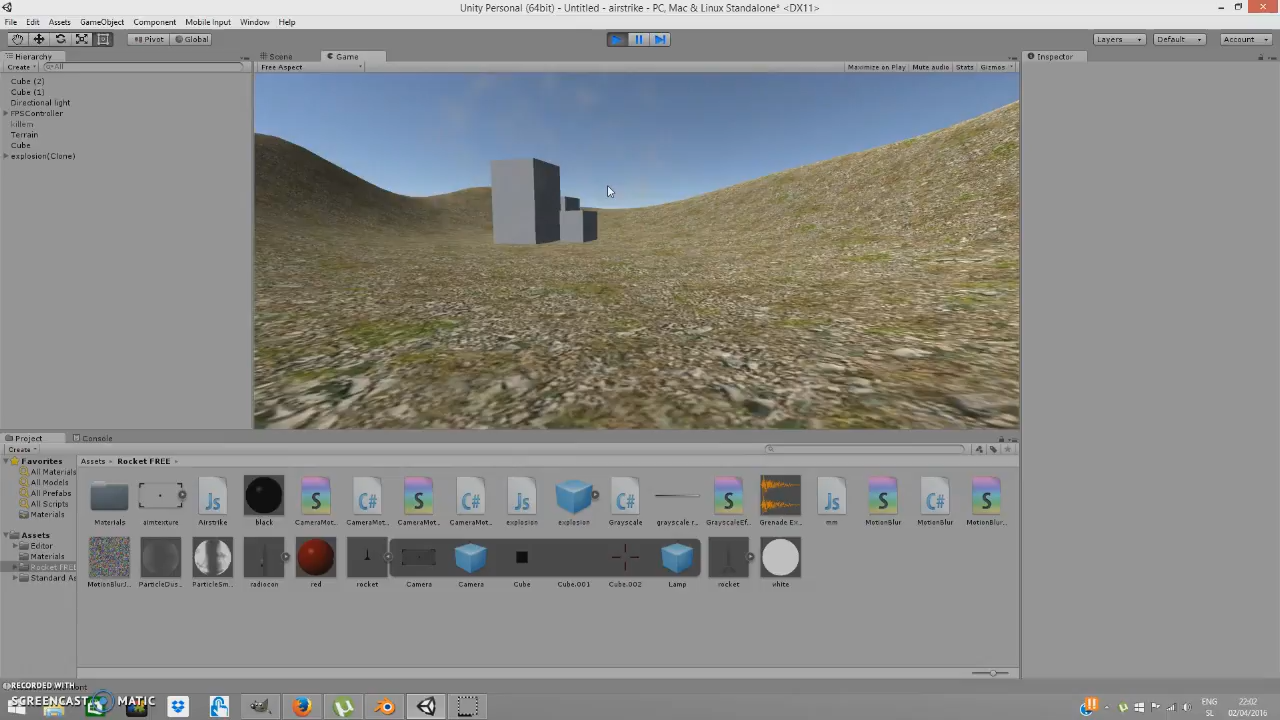 Unity Personal (64bit) - Untitled - airstrike - PC, Mac & Linux Standalone* <DX11>
File Edit Assets GameObject Component Mobile Input Window Help
Pivot Global Layers Default Account
Hierarchy Scene Game Inspector
Create All Free Aspect Maximize on Play Mute audio Stats Gizmos
Cube (2)
Cube (1)
Directional light
FPSController
killem
Terrain
Cube
explosion(Clone)
Project Console
Create
Favorites Assets Rocket FREE
All Materials
All Models
All Prefabs
All Scripts
Materials
Assets
Editor
Materials
Rocket FREE
Standard As
Materials aimtexture Airstrike black CameraMot... CameraMot... CameraMot... CameraMot... explosion explosion Grayscale grayscale r... GrayscaleEf... Grenade Ex... mm MotionBlur MotionBlur MotionBlur...
MotionBlurJ... ParticleDus... ParticleSm... radiocon red rocket Camera Camera Cube Cube.001 Cube.002 Lamp rocket white
RECORDED WITH
SCREENCAST MATIC
ENG 22:02
SL 02/04/2016